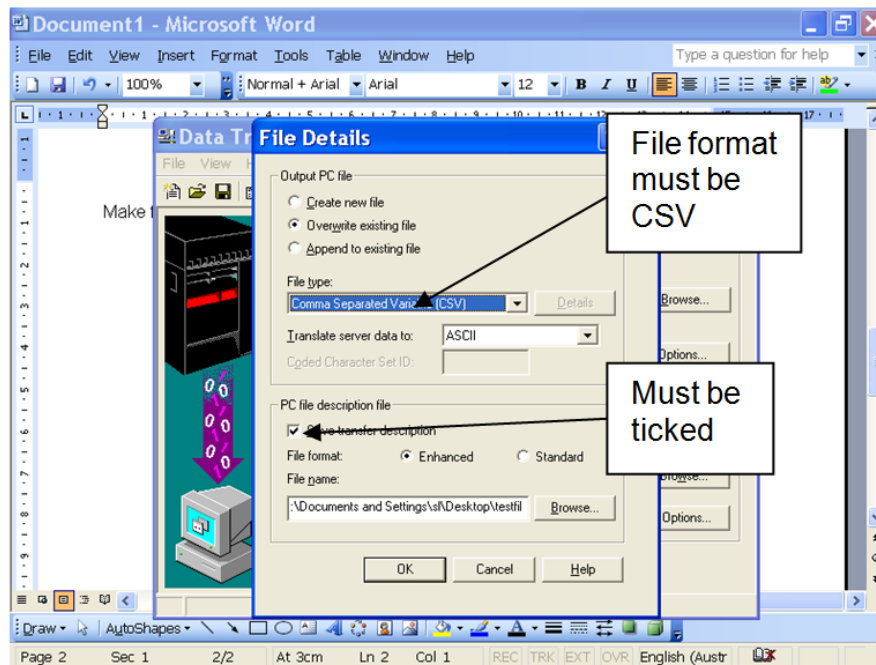 Document1 - Microsoft Word
File Edit View Insert Format Tools Table Window Help
Type a question for help
100%
Normal + Arial
Arial
12
B I U
Data Tr
File View H
Make
File Details
Output PC file
Create new file
Overwrite existing file
Append to existing file
File type:
Comma Separated Variable (CSV)
Details
Translate server data to:
ASCII
Coded Character Set ID:
PC file description file
Save transfer description
File format:
Enhanced
Standard
File name:
:\Documents and Settings\sl\Desktop\testfil
Browse...
OK
Cancel
Help
Browse...
Options...
Browse...
Options...
File format
must be
CSV
Must be
ticked
Draw
AutoShapes
Page 2 Sec 1 2/2 At 3cm Ln 2 Col 1 REC TRK EXT OVR English (Austr